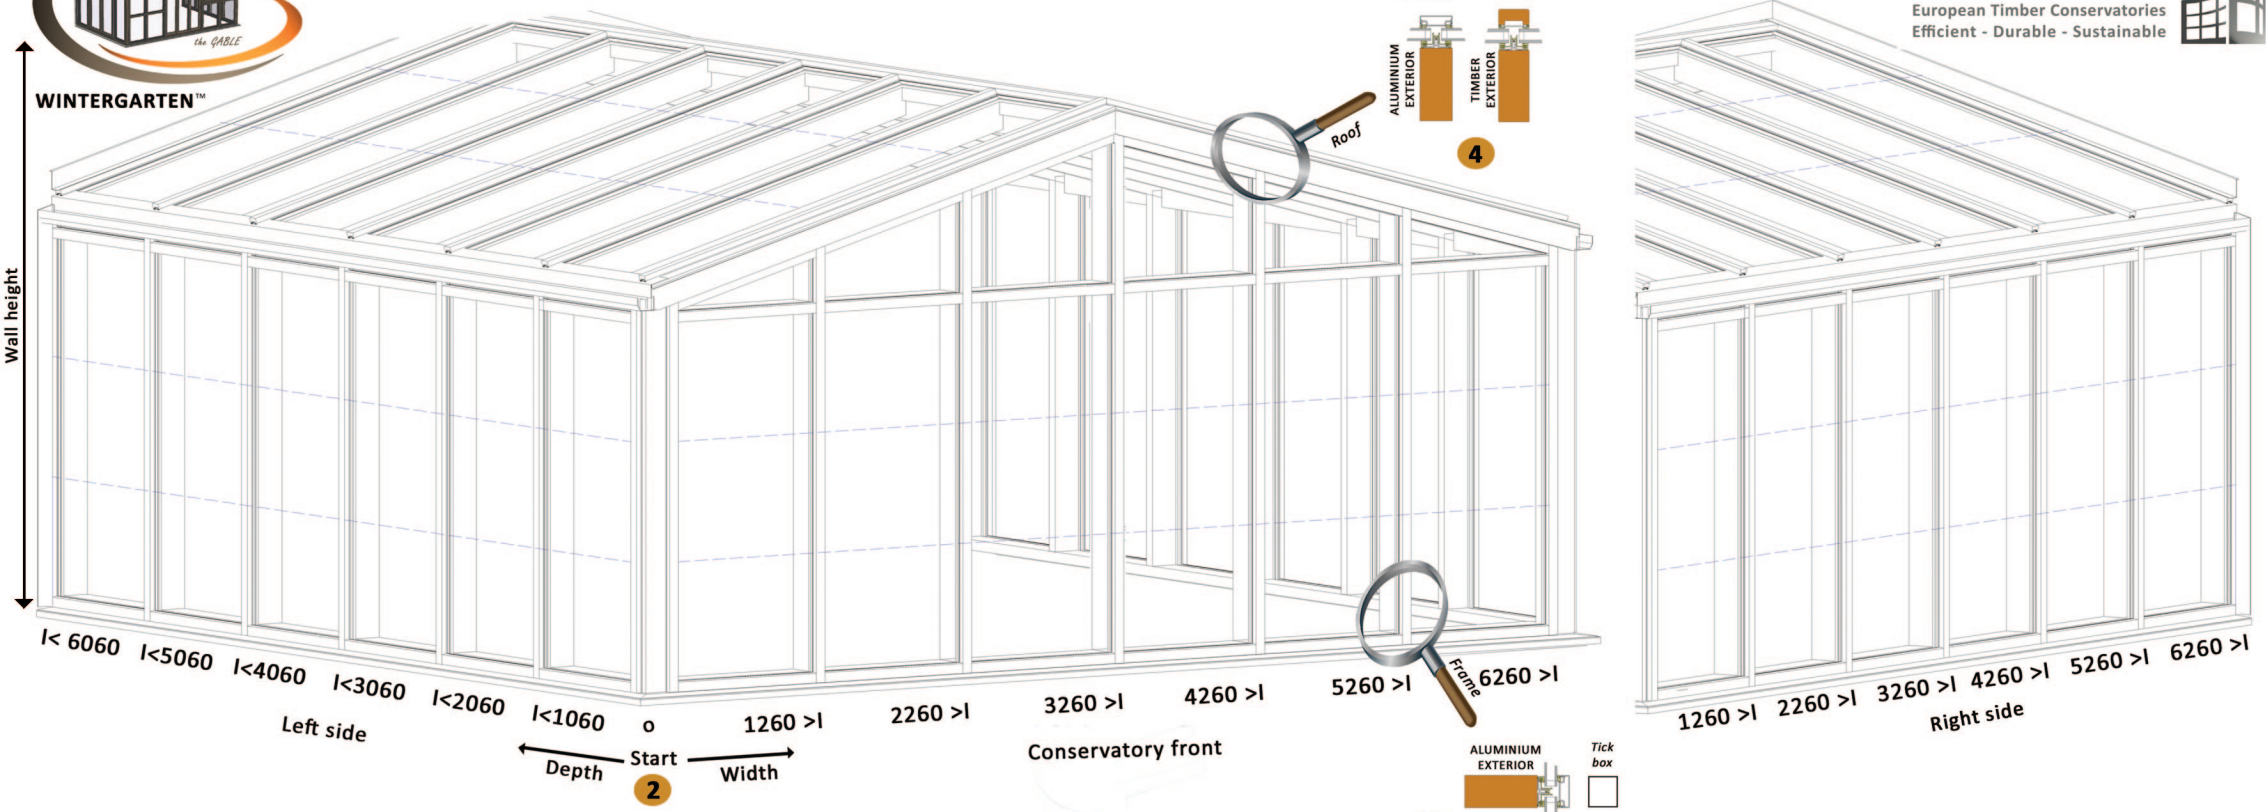 the GABLE
WINTERGARTEN™
European Timber Conservatories
Efficient - Durable - Sustainable
ALUMINIUM
EXTERIOR
TIMBER
EXTERIOR
4
Roof
Wall height
I< 6060
I<5060
I<4060
I<3060
I<2060
I<1060
o
1260 >I
2260 >I
3260 >I
4260 >I
5260 >I
6260 >I
Frame
Left side
Depth
Start
Width
2
Conservatory front
ALUMINIUM
EXTERIOR
Tick
box
1260 >I
2260 >I
3260 >I
4260 >I
5260 >I
6260 >I
Right side